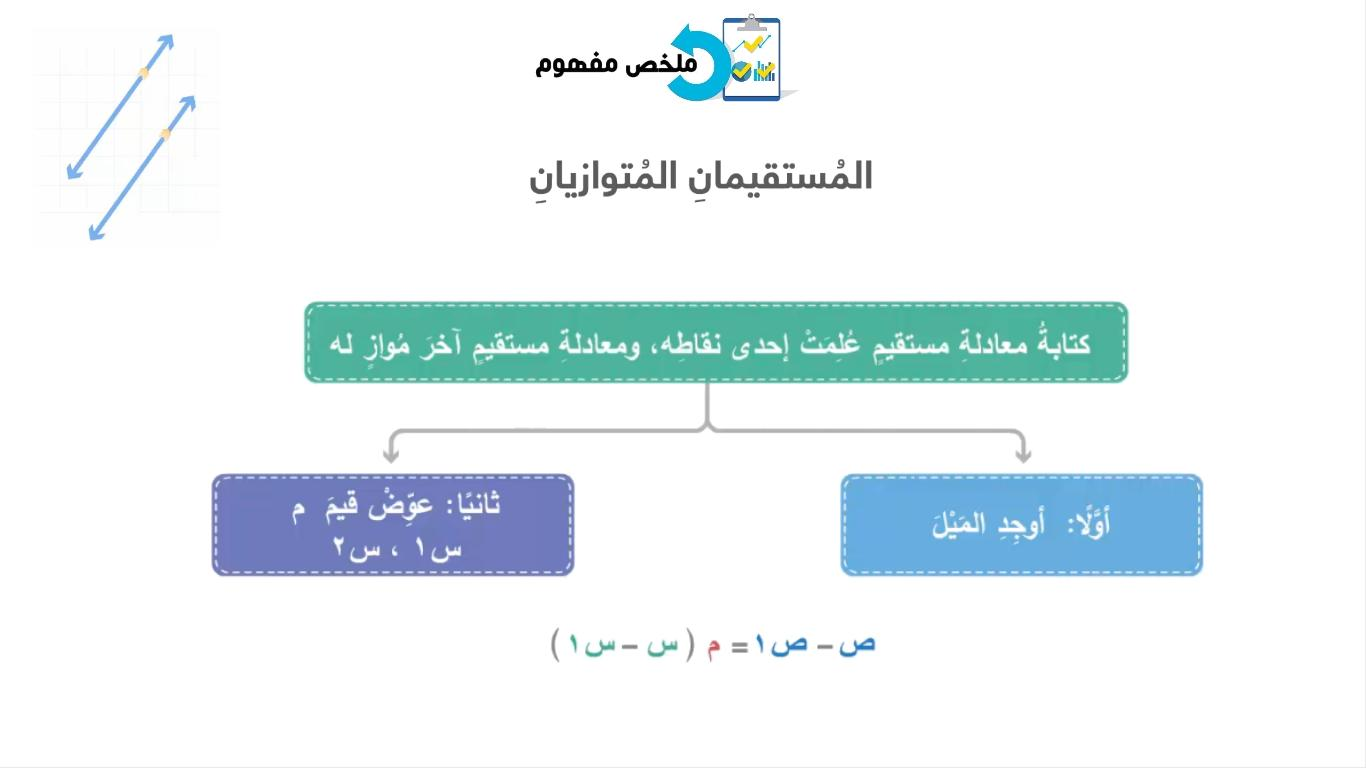 ملخص مفهوم
المُستقيمانِ المُتوازيانِ
كتابةُ معادلةِ مستقيمٍ عُلِمَتْ إحدى نقاطِه، ومعادلةِ مستقيمٍ آخرَ مُوازٍ له
أوَّلًا: أوجِدِ المَيْلَ
ثانيًا: عوِّضْ قيمَ م
س١ ، س٢
ص – ص١ = م ( س – س١ )